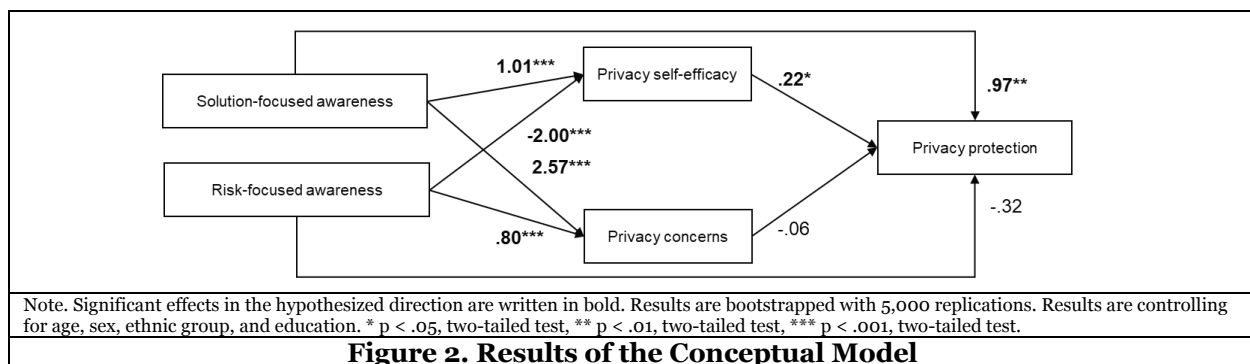 1.01***
Privacy self-efficacy
.22*
.97**
Solution-focused awareness
-2.00***
Privacy protection
2.57***
Risk-focused awareness
-.32
.80***
Privacy concerns
-.06
Note. Significant effects in the hypothesized direction are written in bold. Results are bootstrapped with 5,000 replications. Results are controlling
for age, sex, ethnic group, and education. * p < .05, two-tailed test, ** p < .01, two-tailed test, *** p < .001, two-tailed test.
Figure 2. Results of the Conceptual Model